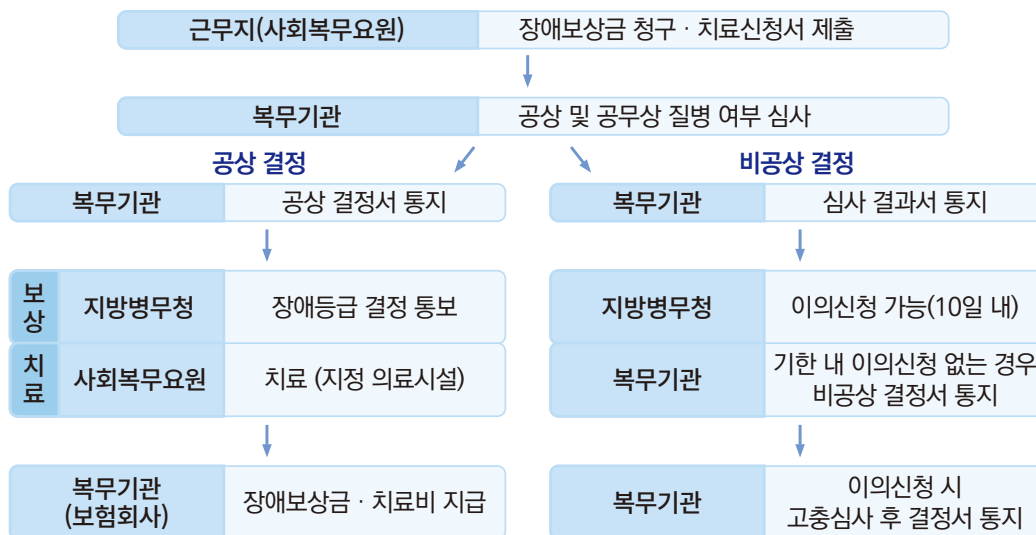 근무지(사회복무요원) 장애보상금 청구 · 치료신청서 제출
복무기관 공상 및 공무상 질병 여부 심사
공상 결정
복무기관 공상 결정서 통지
보상 지방병무청 장애등급 결정 통보
치료 사회복무요원 치료 (지정 의료시설)
복무기관
(보험회사)
장애보상금 · 치료비 지급
비공상 결정
복무기관 심사 결과서 통지
지방병무청 이의신청 가능(10일 내)
복무기관
기한 내 이의신청 없는 경우
비공상 결정서 통지
복무기관
이의신청 시
고충심사 후 결정서 통지